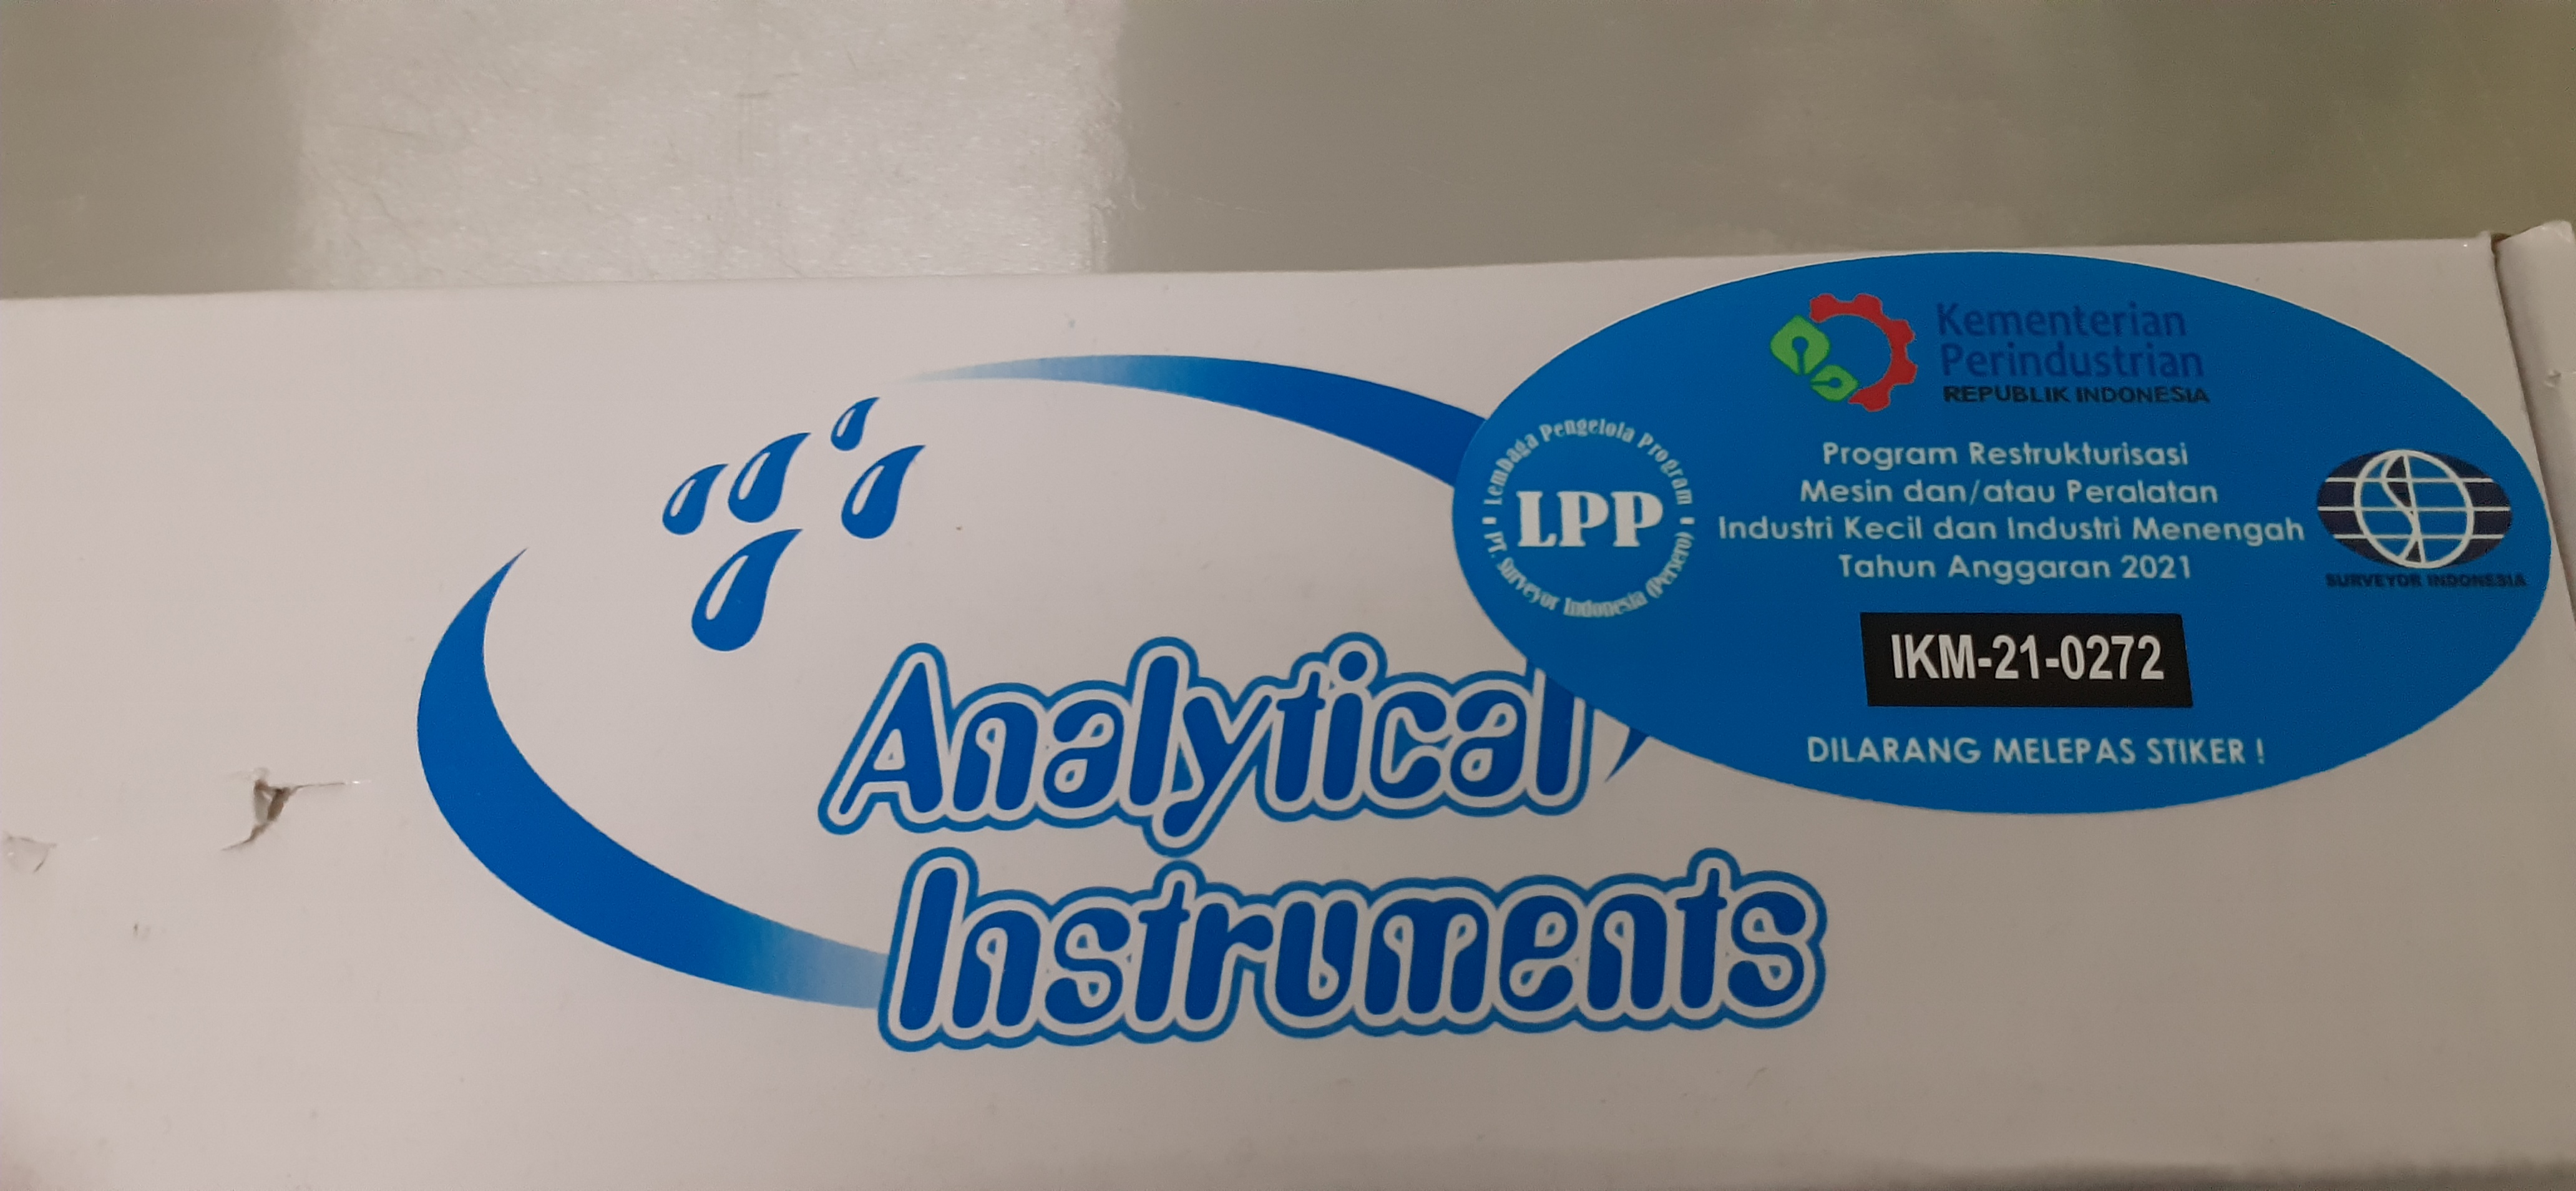 Analytical
Instruments
Kementerian
Perindustrian
REPUBLIK INDONESIA
Lembaga Pengelola Program
LPP
PT. Surveyor Indonesia (Persero)
Program Restrukturisasi
Mesin dan/atau Peralatan
Industri Kecil dan Industri Menengah
Tahun Anggaran 2021
SURVEYOR INDONESIA
IKM-21-0272
DILARANG MELEPAS STIKER !